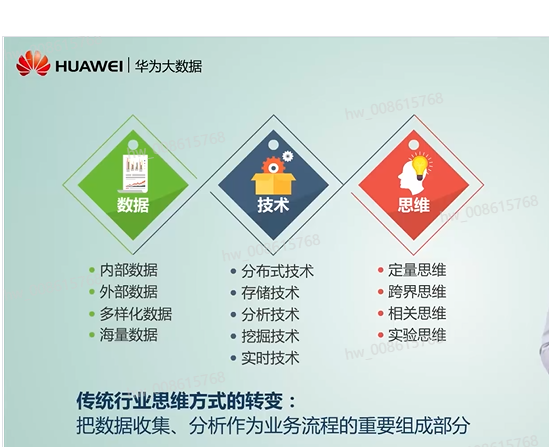 HUAWEI | 华为大数据
hw_008615768
hw_008615768
数据 技术 思维
hw_008615768
hw_008615768
• 内部数据 • 分布式技术 • 定量思维
• 外部数据 • 存储技术 • 跨界思维
• 多样化数据 • 分析技术 • 相关思维
• 海量数据 • 挖掘技术 • 实验思维
• 实时技术
hw_008615768
hw_008615768
传统行业思维方式的转变：
把数据收集、分析作为业务流程的重要组成部分